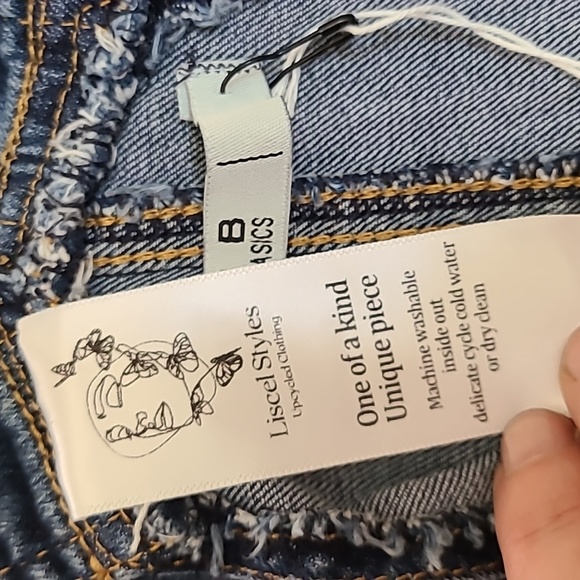 B
ASICS
Liscel Styles
Upcycled Clothing
One of a kind
Unique piece
Machine washable
inside out
delicate cycle cold water
or dry clean